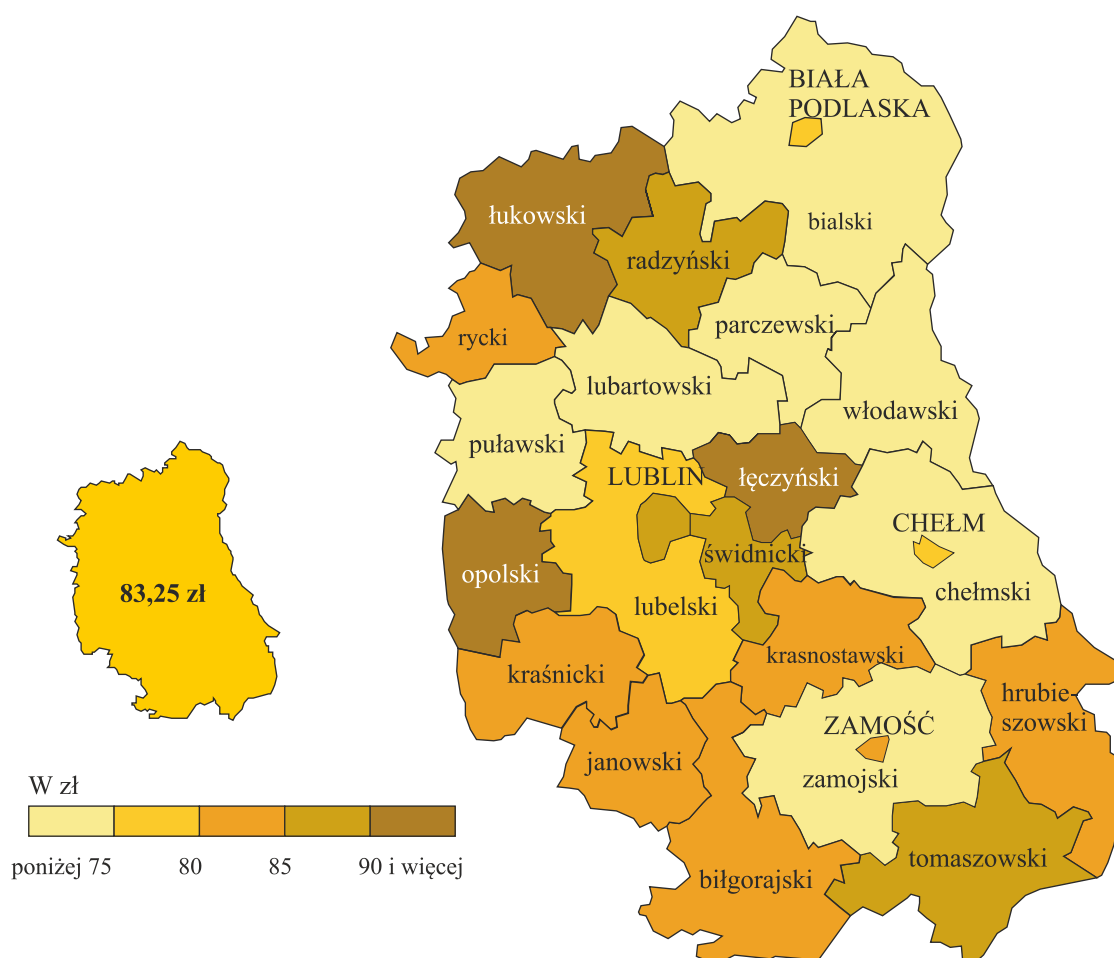 BIAŁA
PODLASKA
łukowski
bialski
radzyński
parczewski
rycki
lubartowski
włodawski
puławski
LUBLIN
łęczyński
CHEŁM
świdnicki
opolski
chełmski
83,25 zł
lubelski
krasnostawski
kraśnicki
hrubie-
szowski
ZAMOŚĆ
janowski
zamojski
W zł
tomaszowski
poniżej 75
80
85
90 i więcej
biłgorajski